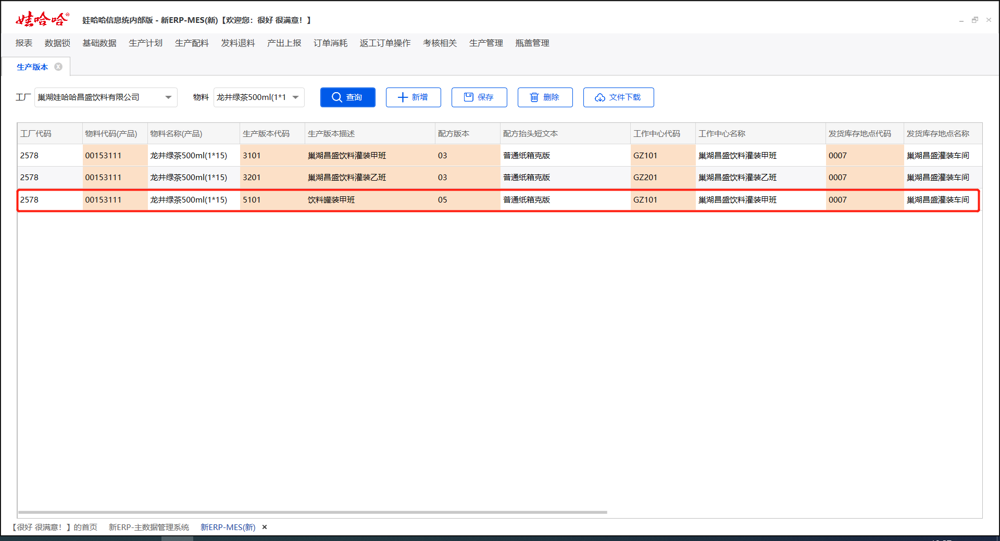 娃哈哈® 娃哈哈信息统内部版 - 新ERP-MES(新)【欢迎您：很好 很满意！】
报表 数据锁 基础数据 生产计划 生产配料 发料退料 产出上报 订单消耗 返工订单操作 考核相关 生产管理 瓶盖管理
生产版本
工厂 巢湖娃哈哈昌盛饮料有限公司 物料 龙井绿茶500ml(1*1 查询 新增 保存 删除 文件下载
工厂代码 物料代码(产品) 物料名称(产品) 生产版本代码 生产版本描述 配方版本 配方抬头短文本 工作中心代码 工作中心名称 发货库存地点代码 发货库存地点名称
2578 00153111 龙井绿茶500ml(1*15) 3101 巢湖昌盛饮料灌装甲班 03 普通纸箱克版 GZ101 巢湖昌盛饮料灌装甲班 0007 巢湖昌盛灌装车间
2578 00153111 龙井绿茶500ml(1*15) 3201 巢湖昌盛饮料灌装乙班 03 普通纸箱克版 GZ201 巢湖昌盛饮料灌装乙班 0007 巢湖昌盛灌装车间
2578 00153111 龙井绿茶500ml(1*15) 5101 饮料罐装甲班 05 普通纸箱克版 GZ101 巢湖昌盛饮料灌装甲班 0007 巢湖昌盛灌装车间
【很好 很满意！】的首页 新ERP-主数据管理系统 新ERP-MES(新)